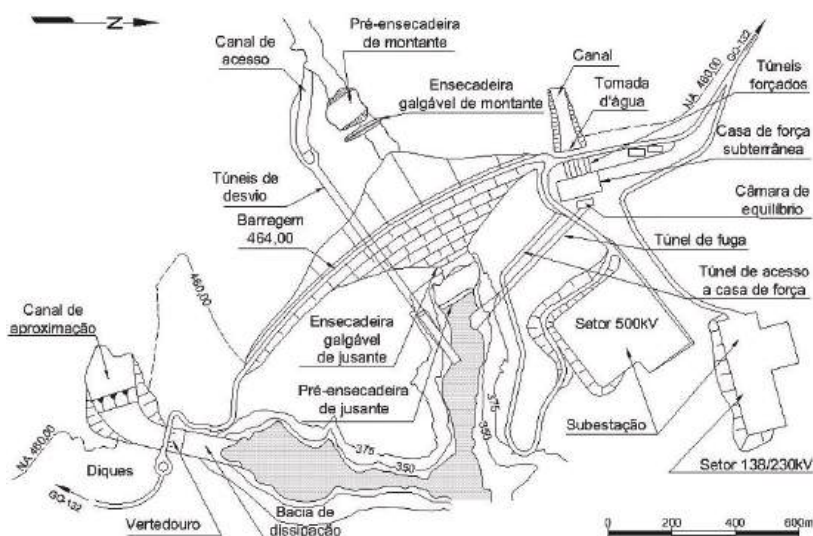 N
Pré-ensecadeira
de montante
Canal de
acesso
Ensecadeira
galgável de montante
Canal
Tomada
d'água
NA 460,00
GO-132
Túneis
forçados
Casa de força
subterrânea
Túneis de
desvio
Barragem
464,00
Câmara de
equilíbrio
Túnel de fuga
Túnel de acesso
a casa de força
460,00
Canal de
aproximação
Ensecadeira
galgável
de jusante
Setor 500kV
Pré-ensecadeira
de jusante
375
350
375
350
Subestação
NA 460,00
Diques
GO-132
Vertedouro
Bacia de
dissipação
Setor 138/230kV
0 200 400 600m